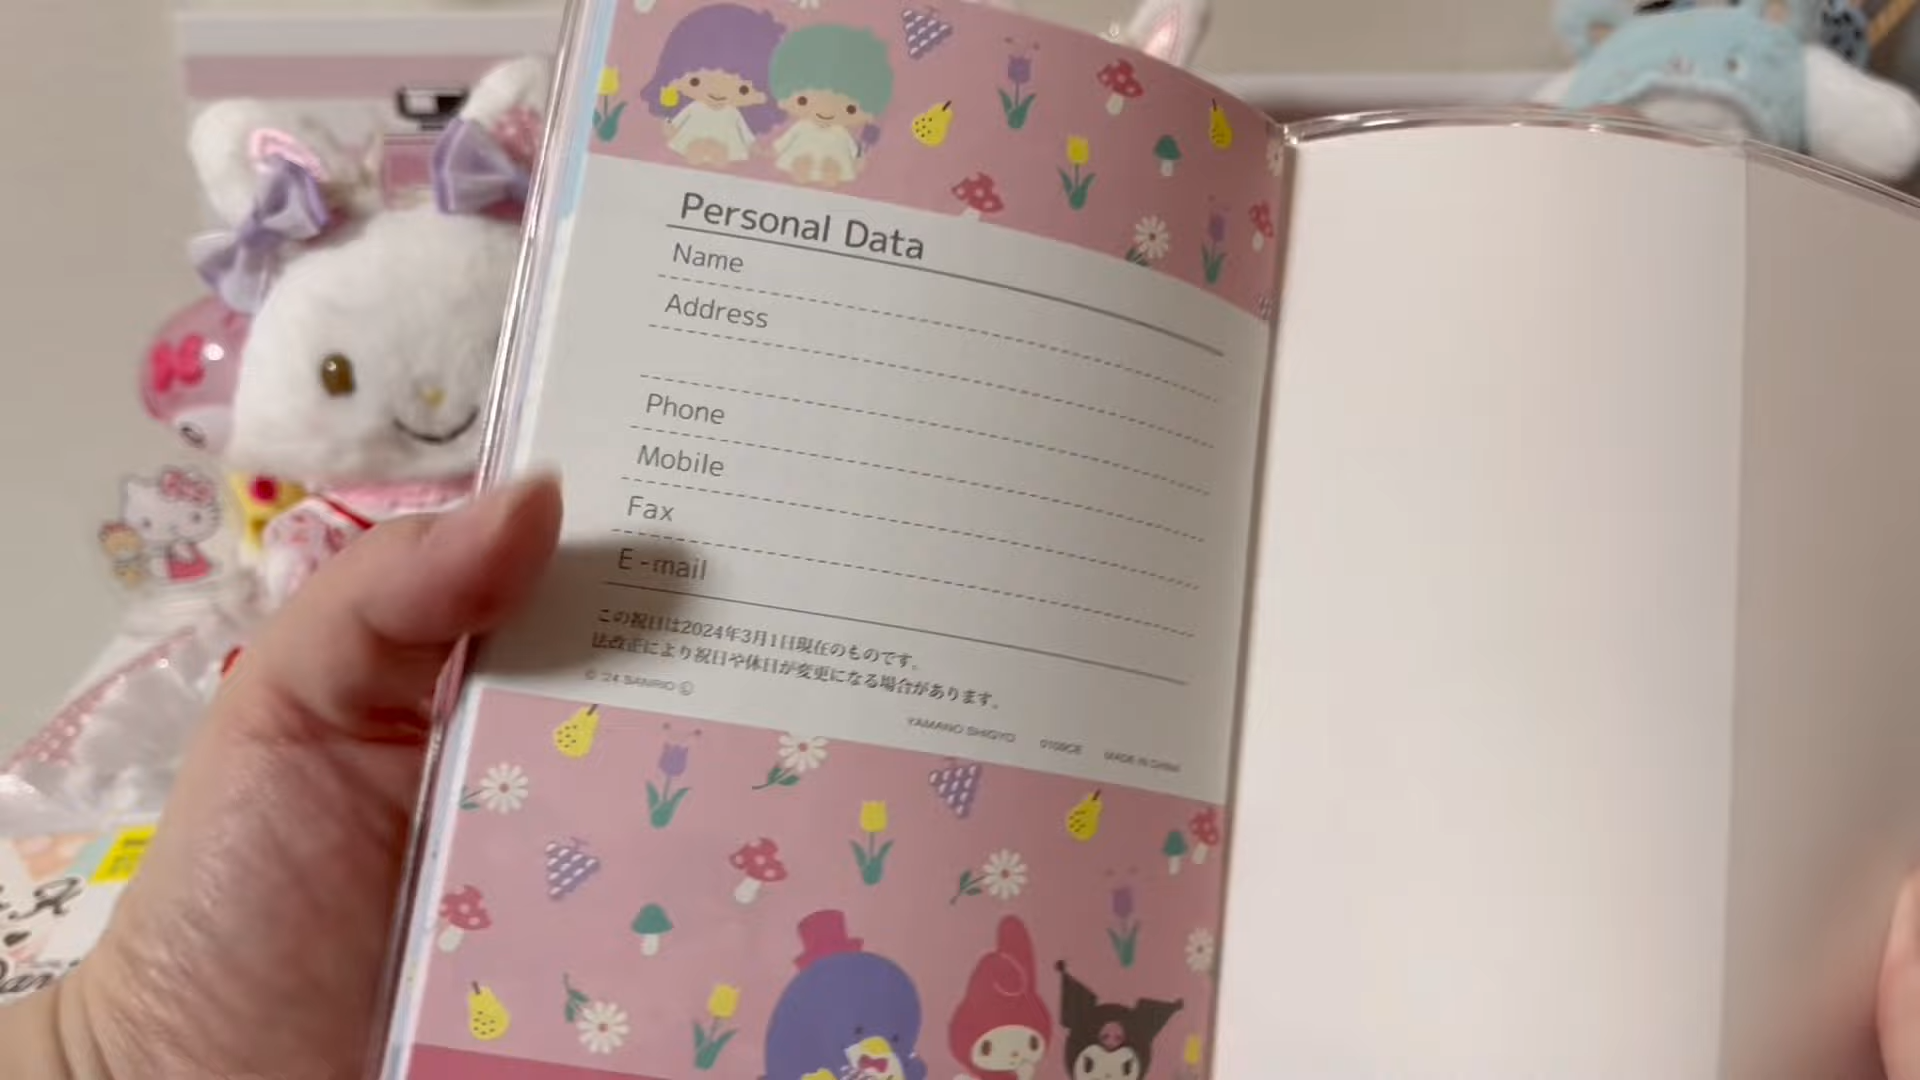 Personal Data
Name
Address
Phone
Mobile
Fax
E-mail
この祝日は2024年3月1日現在のものです。
法改正により祝日や休日が変更になる場合があります。
© '24 SANRIO Ⓛ
YAMANO SHIGYO
MADE IN CHINA